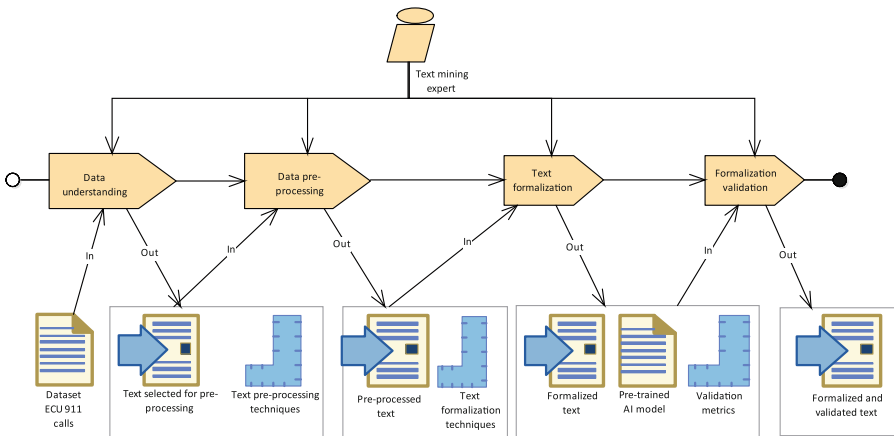 Text mining
expert
Data
understanding
Data pre-
processing
Text
formalization
Formalization
validation
In
Out
In
Out
In
Out
In
Out
Dataset
ECU 911
calls
Text selected for pre-
processing
Text pre-processing
techniques
Pre-processed
text
Text
formalization
techniques
Formalized
text
Pre-trained
AI model
Validation
metrics
Formalized and
validated text